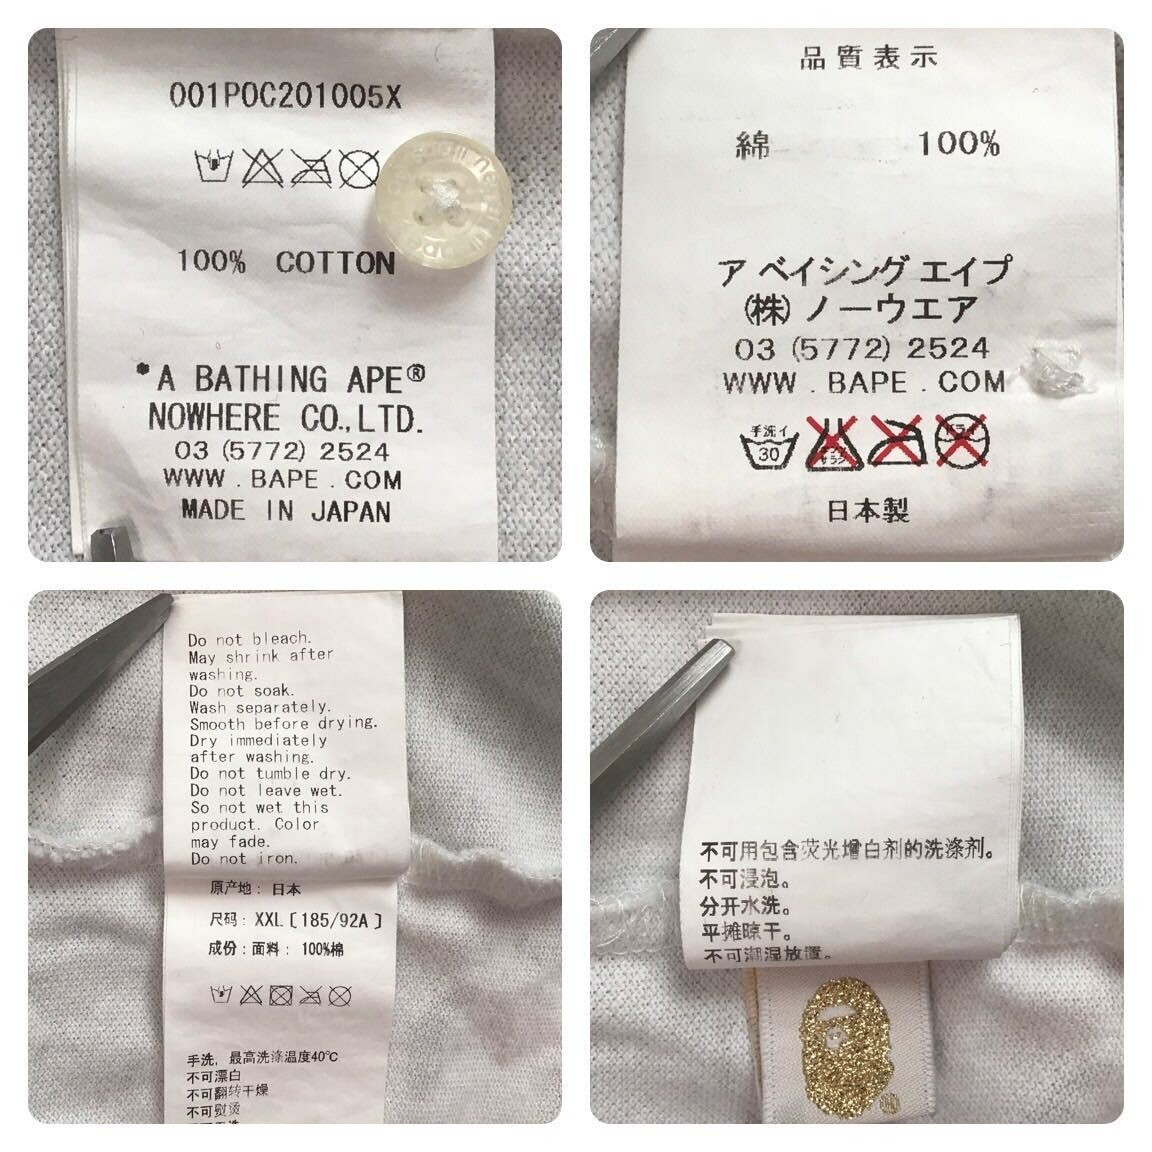 001POC201005X
100% COTTON
*A BATHING APE®
NOWHERE CO.,LTD.
03 (5772) 2524
WWW . BAPE . COM
MADE IN JAPAN
品質表示
綿 100%
ア ベイシング エイプ
(株) ノーウエア
03 (5772) 2524
WWW . BAPE . COM
手洗イ
30
日本製
Do not bleach.
May shrink after
washing.
Do not soak.
Wash separately.
Smooth before drying.
Dry immediately
after washing.
Do not tumble dry.
Do not leave wet.
So not wet this
product. Color
may fade.
Do not iron.
原产地: 日本
尺码: XXL [185/92A]
成份: 面料: 100%棉
手洗, 最高洗涤温度40℃
不可漂白
不可翻转干燥
不可熨烫
不可用包含荧光增白剂的洗涤剂。
不可浸泡。
分开水洗。
平摊晾干。
不可潮湿放置。